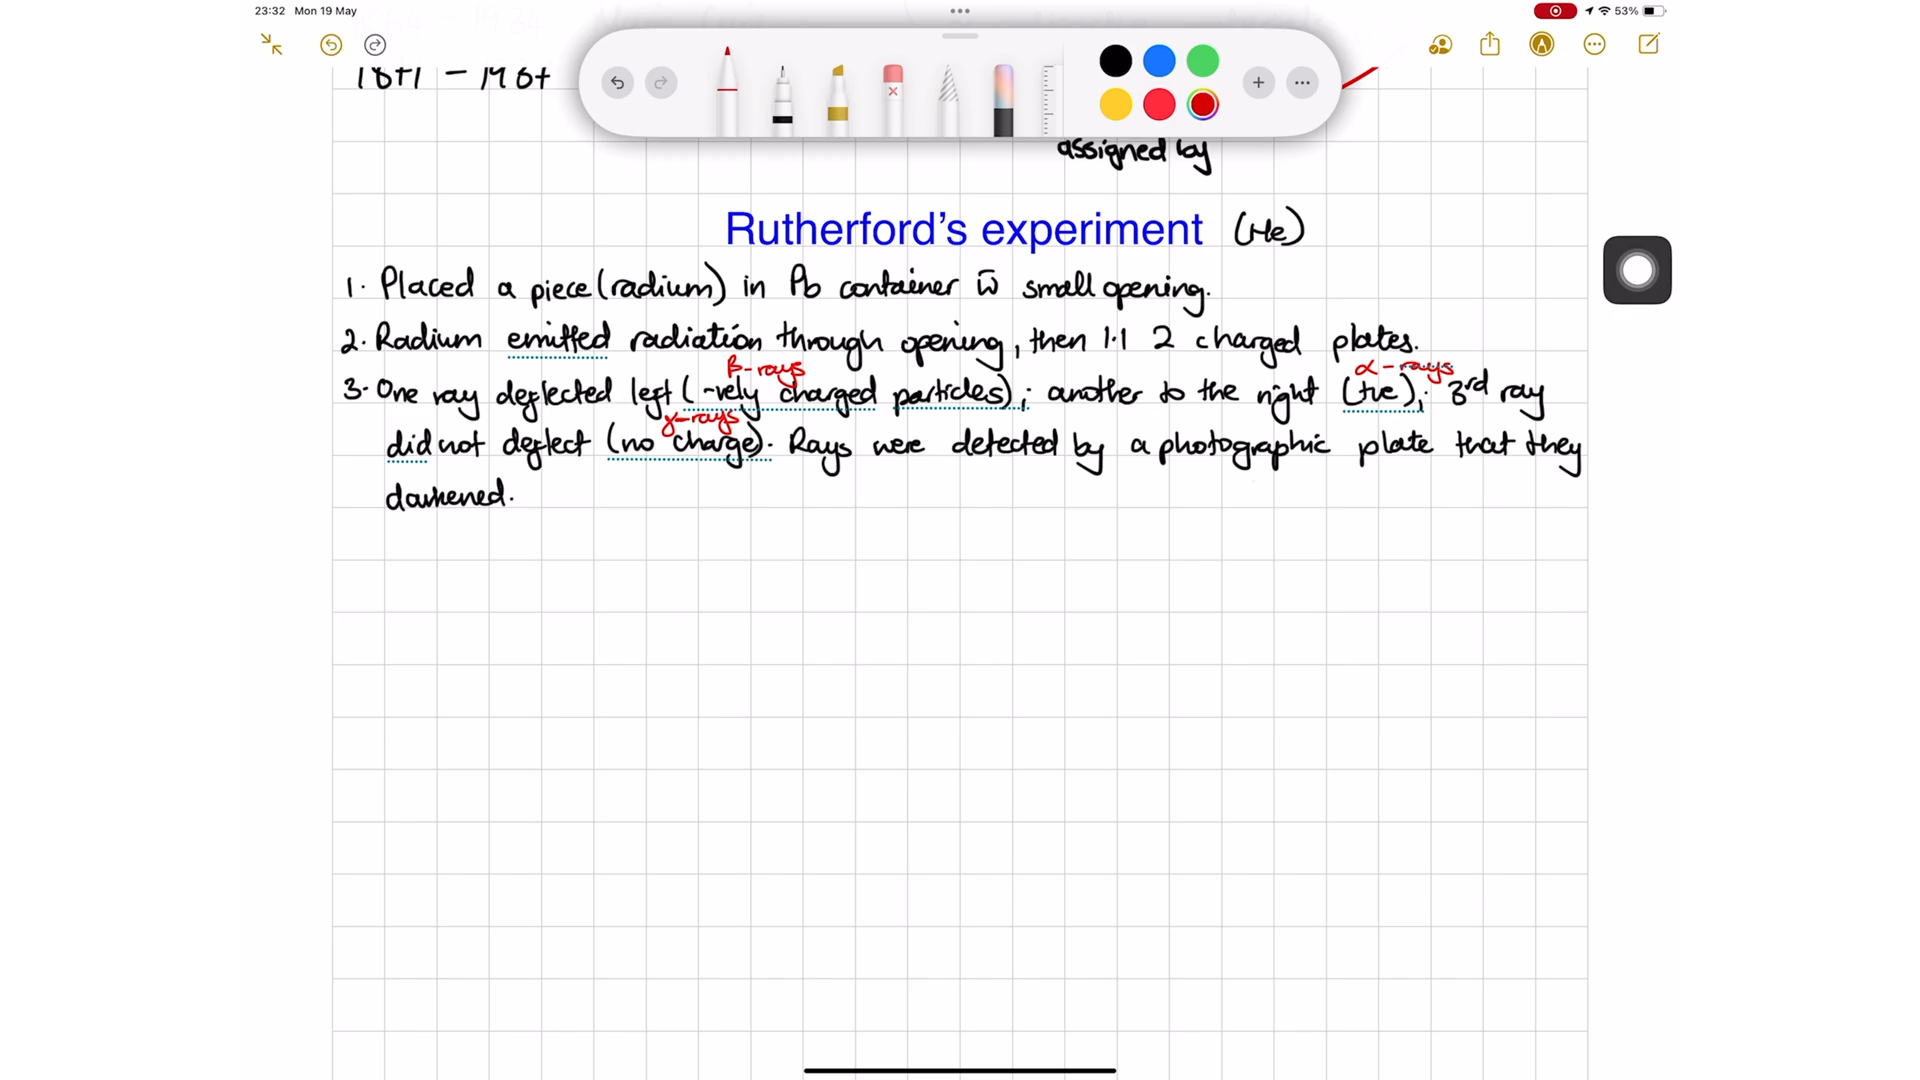 23:32 Mon 19 May
53%
assigned by
Rutherford's experiment (He)
1. Placed a piece (radium) in Pb container w̄ small opening.
2. Radium emitted radiation through opening, then 1·1 2 charged plates.
β-rays
α-rays
3. One ray deflected left (-vely charged particles); another to the right (+ve); 3rd ray
γ-rays
did not deflect (no charge). Rays were detected by a photographic plate that they
darkened.